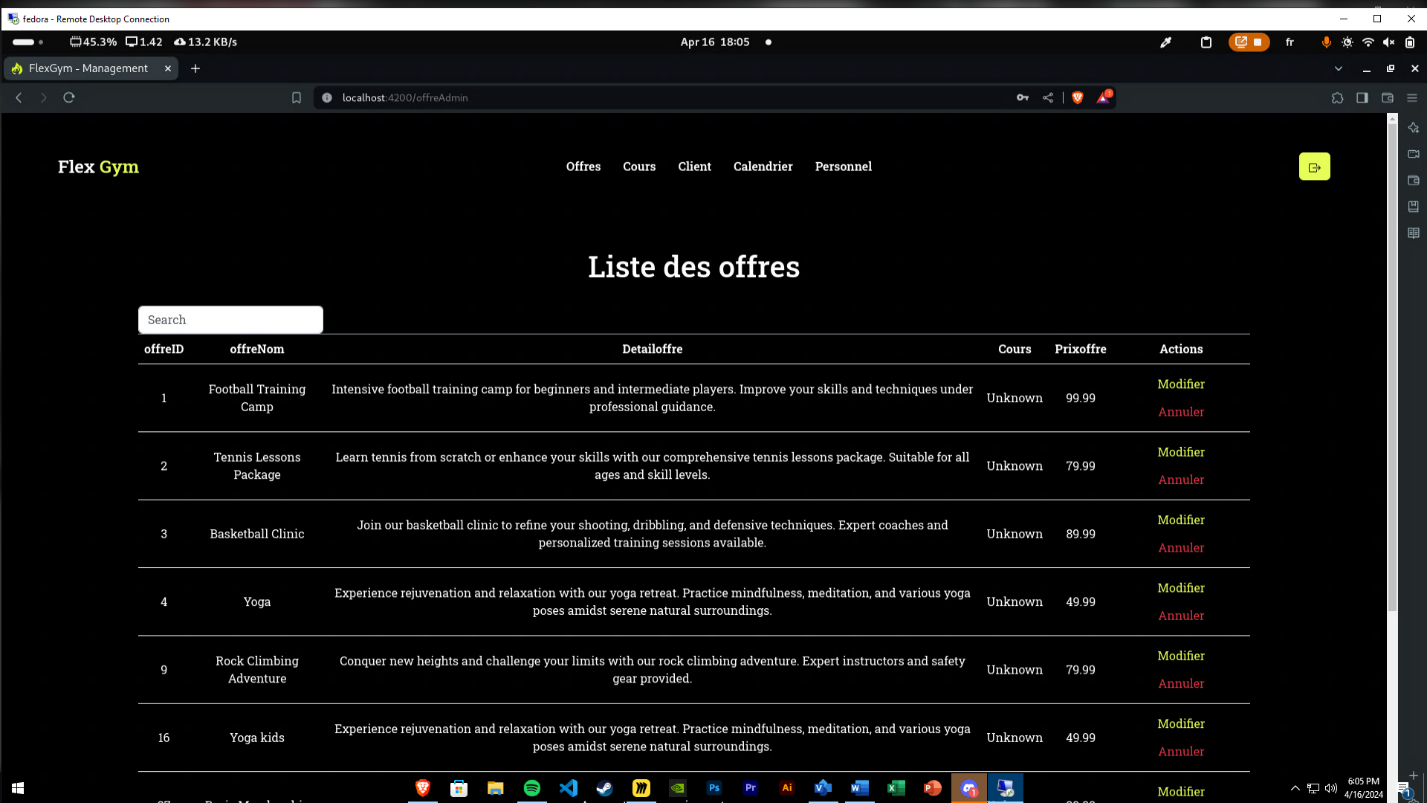 fedora - Remote Desktop Connection
45.3% 1.42 13.2 KB/s
Apr 16 18:05
fr
FlexGym - Management
localhost:4200/offreAdmin
Flex Gym
Offres Cours Client Calendrier Personnel
Liste des offres
Search
offreID offreNom Detailoffre Cours Prixoffre Actions
1 Football Training Camp Intensive football training camp for beginners and intermediate players. Improve your skills and techniques under
professional guidance. Unknown 99.99 Modifier
Annuler
2 Tennis Lessons Package Learn tennis from scratch or enhance your skills with our comprehensive tennis lessons package. Suitable for all
ages and skill levels. Unknown 79.99 Modifier
Annuler
3 Basketball Clinic Join our basketball clinic to refine your shooting, dribbling, and defensive techniques. Expert coaches and
personalized training sessions available. Unknown 89.99 Modifier
Annuler
4 Yoga Experience rejuvenation and relaxation with our yoga retreat. Practice mindfulness, meditation, and various yoga
poses amidst serene natural surroundings. Unknown 49.99 Modifier
Annuler
9 Rock Climbing Adventure Conquer new heights and challenge your limits with our rock climbing adventure. Expert instructors and safety
gear provided. Unknown 79.99 Modifier
Annuler
16 Yoga kids Experience rejuvenation and relaxation with our yoga retreat. Practice mindfulness, meditation, and various yoga
poses amidst serene natural surroundings. Unknown 49.99 Modifier
Annuler
Modifier
Ps Pr Ai
6:05 PM
4/16/2024